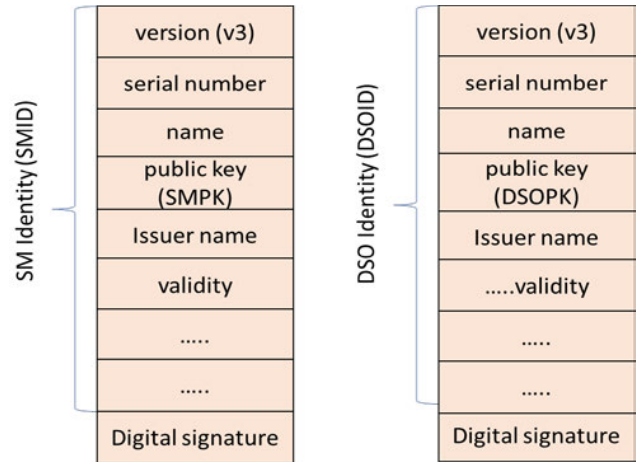 SM Identity (SMID)
version (v3)
serial number
name
public key
(SMPK)
Issuer name
validity
.....
.....
Digital signature
DSO Identity (DSOID)
version (v3)
serial number
name
public key
(DSOPK)
Issuer name
.....validity
.....
.....
Digital signature